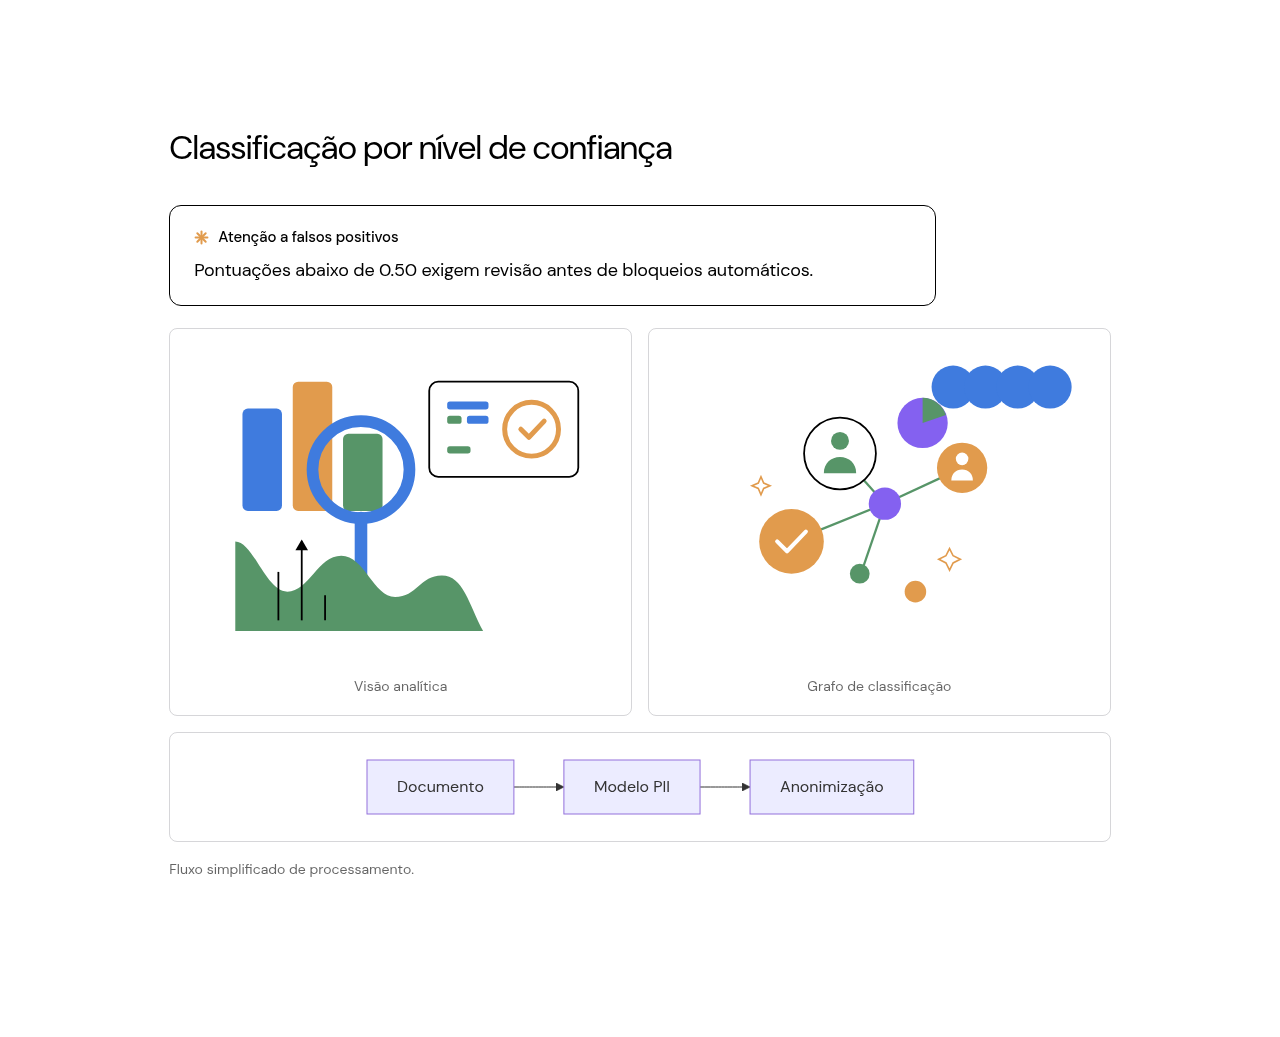 Classificação por nível de confiança
Atenção a falsos positivos
Pontuações abaixo de 0.50 exigem revisão antes de bloqueios automáticos.
Visão analítica
Grafo de classificação
Documento
Modelo PII
Anonimização
Fluxo simplificado de processamento.